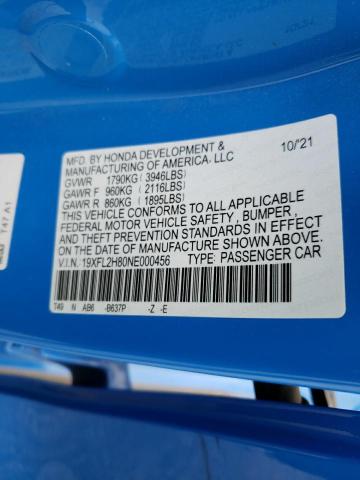 MFD. BY HONDA DEVELOPMENT & 10/'21
MANUFACTURING OF AMERICA, LLC
GVWR 1790KG (3946LBS)
GAWR F 960KG (2116LBS)
GAWR R 860KG (1895LBS)
THIS VEHICLE CONFORMS TO ALL APPLICABLE
FEDERAL MOTOR VEHICLE SAFETY, BUMPER,
AND THEFT PREVENTION STANDARDS IN EFFECT
ON THE DATE OF MANUFACTURE SHOWN ABOVE.
V.I.N.: 19XFL2H80NE000456 TYPE: PASSENGER CAR
T49 N AB6 -B637P -Z -E
T47 A1